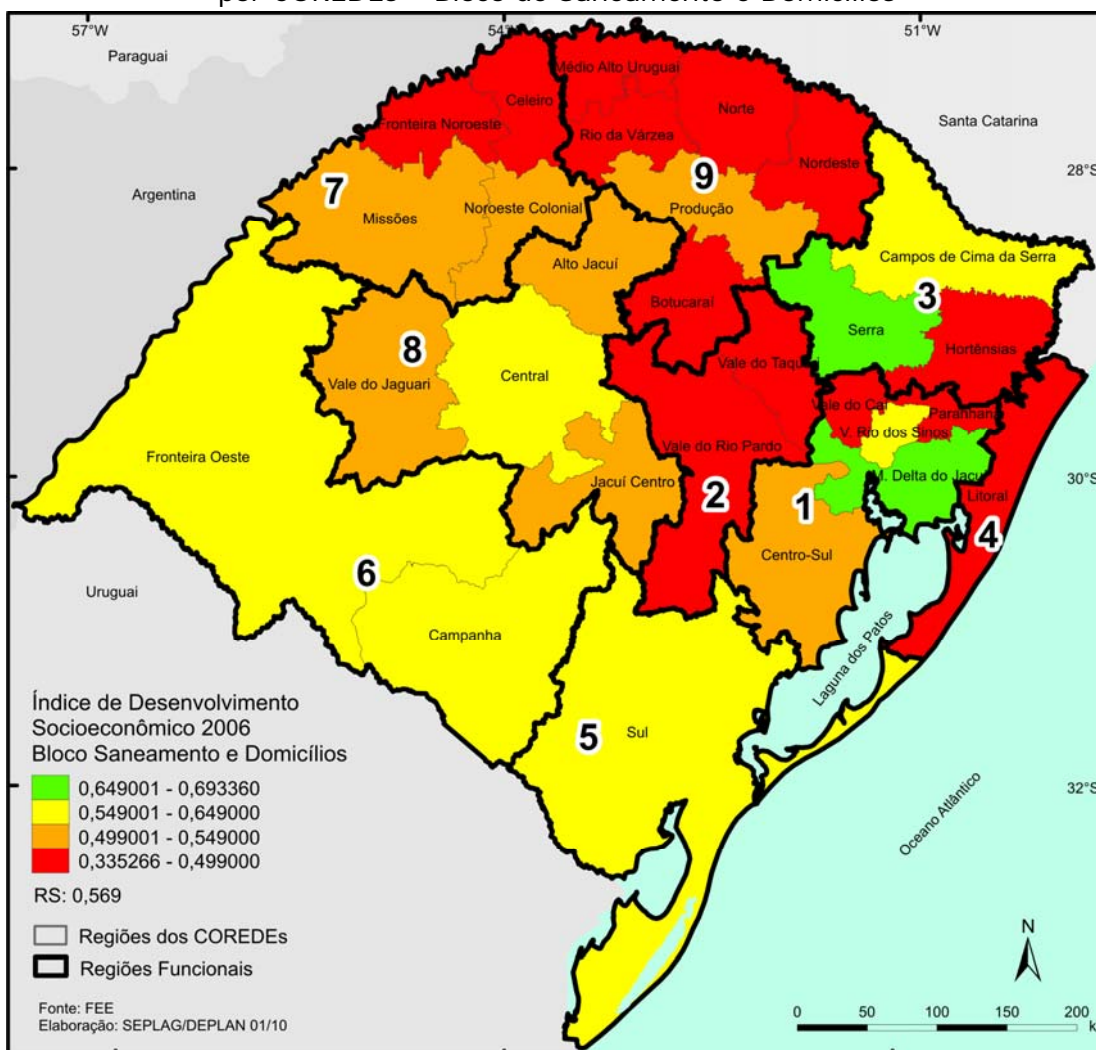 por COREDEs – Bloco de Saneamento e Domicílios
57°W
54°
51°W
Paraguai
Médio Alto Uruguai
Celeiro
Norte
Santa Catarina
Fronteira Noroeste
Rio da Várzea
Nordeste
28°S
Argentina
7
9
Missões
Noroeste Colonial
Produção
Alto Jacuí
Campos de Cima da Serra
3
Botucaraí
Serra
Hortênsias
8
Vale do Jaguari
Central
Vale do Taqu
Vale do Caí
Paranhana
V. Rio dos Sinos
Fronteira Oeste
Vale do Rio Pardo
M. Delta do Jacu
30°S
Jacuí Centro
2
1
Litoral
4
Centro-Sul
6
Uruguai
Campanha
Laguna dos Patos
5
Sul
Oceano Atlântico
32°S
Índice de Desenvolvimento
Socioeconômico 2006
Bloco Saneamento e Domicílios
0,649001 - 0,693360
0,549001 - 0,649000
0,499001 - 0,549000
0,335266 - 0,499000
RS: 0,569
Regiões dos COREDEs
Regiões Funcionais
Fonte: FEE
Elaboração: SEPLAG/DEPLAN 01/10
N
0 50 100 150 200
k